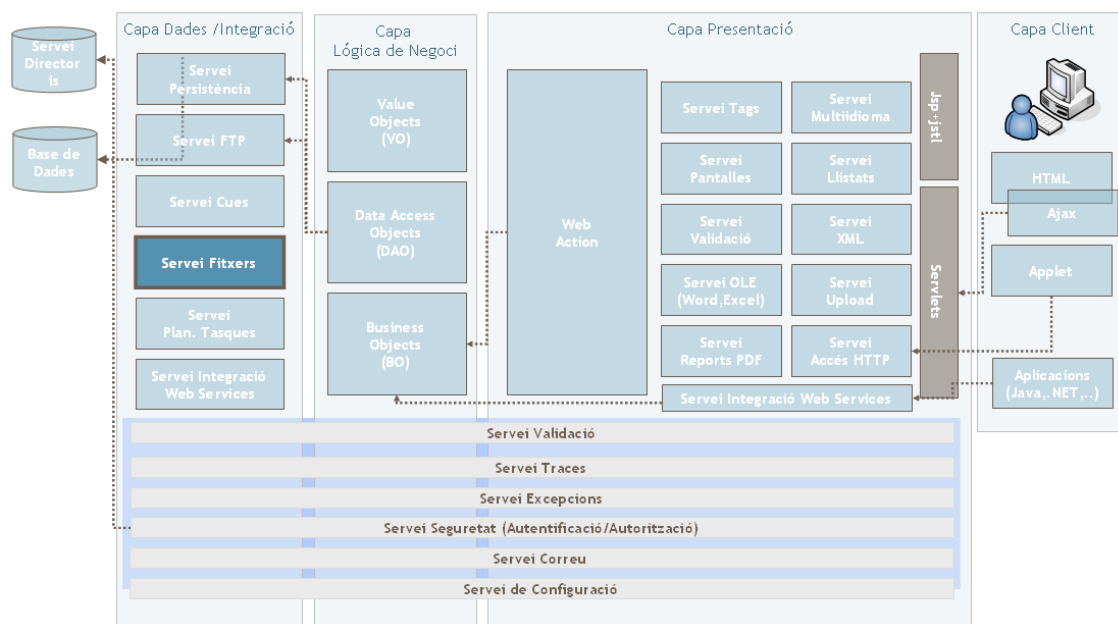 Servei
Director
is
Base de
Dades
Capa Dades /Integració
Servei
Persistència
Servei FTP
Servei Cues
Servei Fitxers
Servei
Plan. Tasques
Servei Integració
Web Services
Capa
Lógica de Negoci
Value
Objects
(VO)
Data Access
Objects
(DAO)
Business
Objects
(BO)
Capa Presentació
Web
Action
Servei Tags
Servei
Multiidioma
Servei
Pantalles
Servei
Llistats
Servei
Validació
Servei
XML
Servei OLE
(Word,Excel)
Servei
Upload
Servei
Reports PDF
Servei
Accés HTTP
Servei Integració Web Services
Jsp+jstl
Servlets
Capa Client
HTML
Ajax
Applet
Aplicacions
(Java,.NET,..)
Servei Validació
Servei Traces
Servei Excepcions
Servei Seguretat (Autentificació/Autorització)
Servei Correu
Servei de Configuració